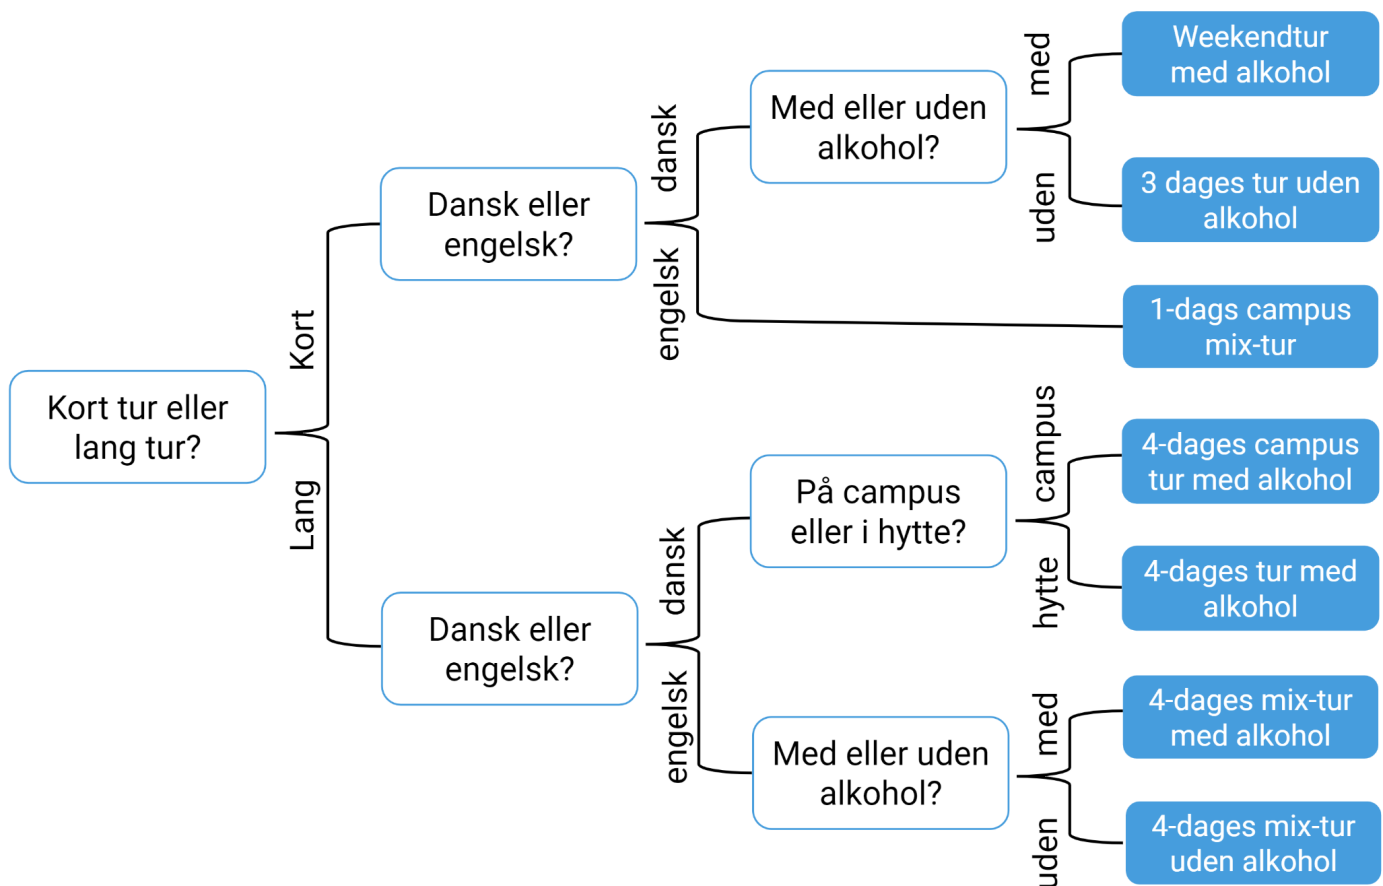 Kort tur eller
lang tur?
Kort
Lang
Dansk eller
engelsk?
dansk
engelsk
Med eller uden
alkohol?
med
uden
Weekendtur
med alkohol
3 dages tur uden
alkohol
1-dags campus
mix-tur
Dansk eller
engelsk?
dansk
engelsk
På campus
eller i hytte?
campus
hytte
4-dages campus
tur med alkohol
4-dages tur med
alkohol
Med eller uden
alkohol?
med
uden
4-dages mix-tur
med alkohol
4-dages mix-tur
uden alkohol